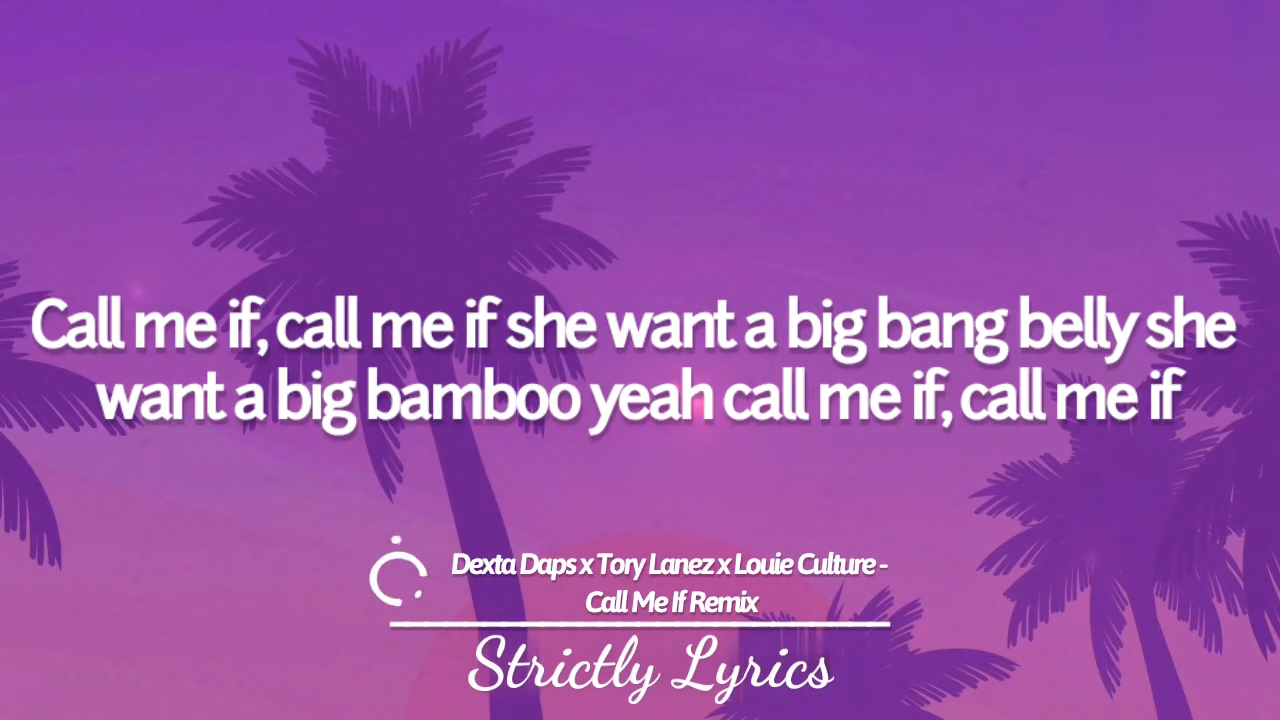 Call me if, call me if she want a big bang belly she
want a big bamboo yeah call me if, call me if
Dexta Daps x Tory Lanez x Louie Culture -
Call Me If Remix
Strictly Lyrics